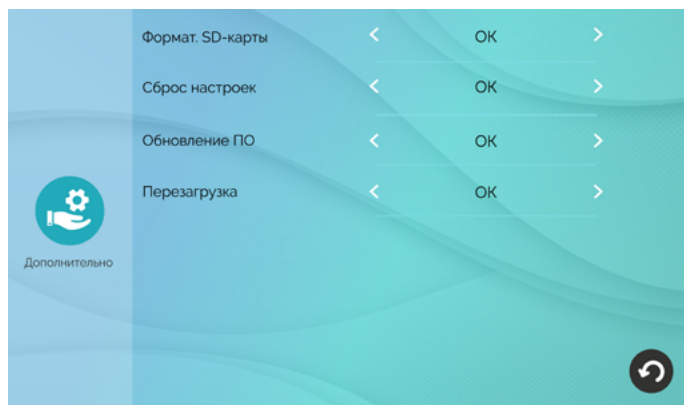 Формат. SD-карты
OK
Сброс настроек
OK
Обновление ПО
OK
Перезагрузка
OK
Дополнительно